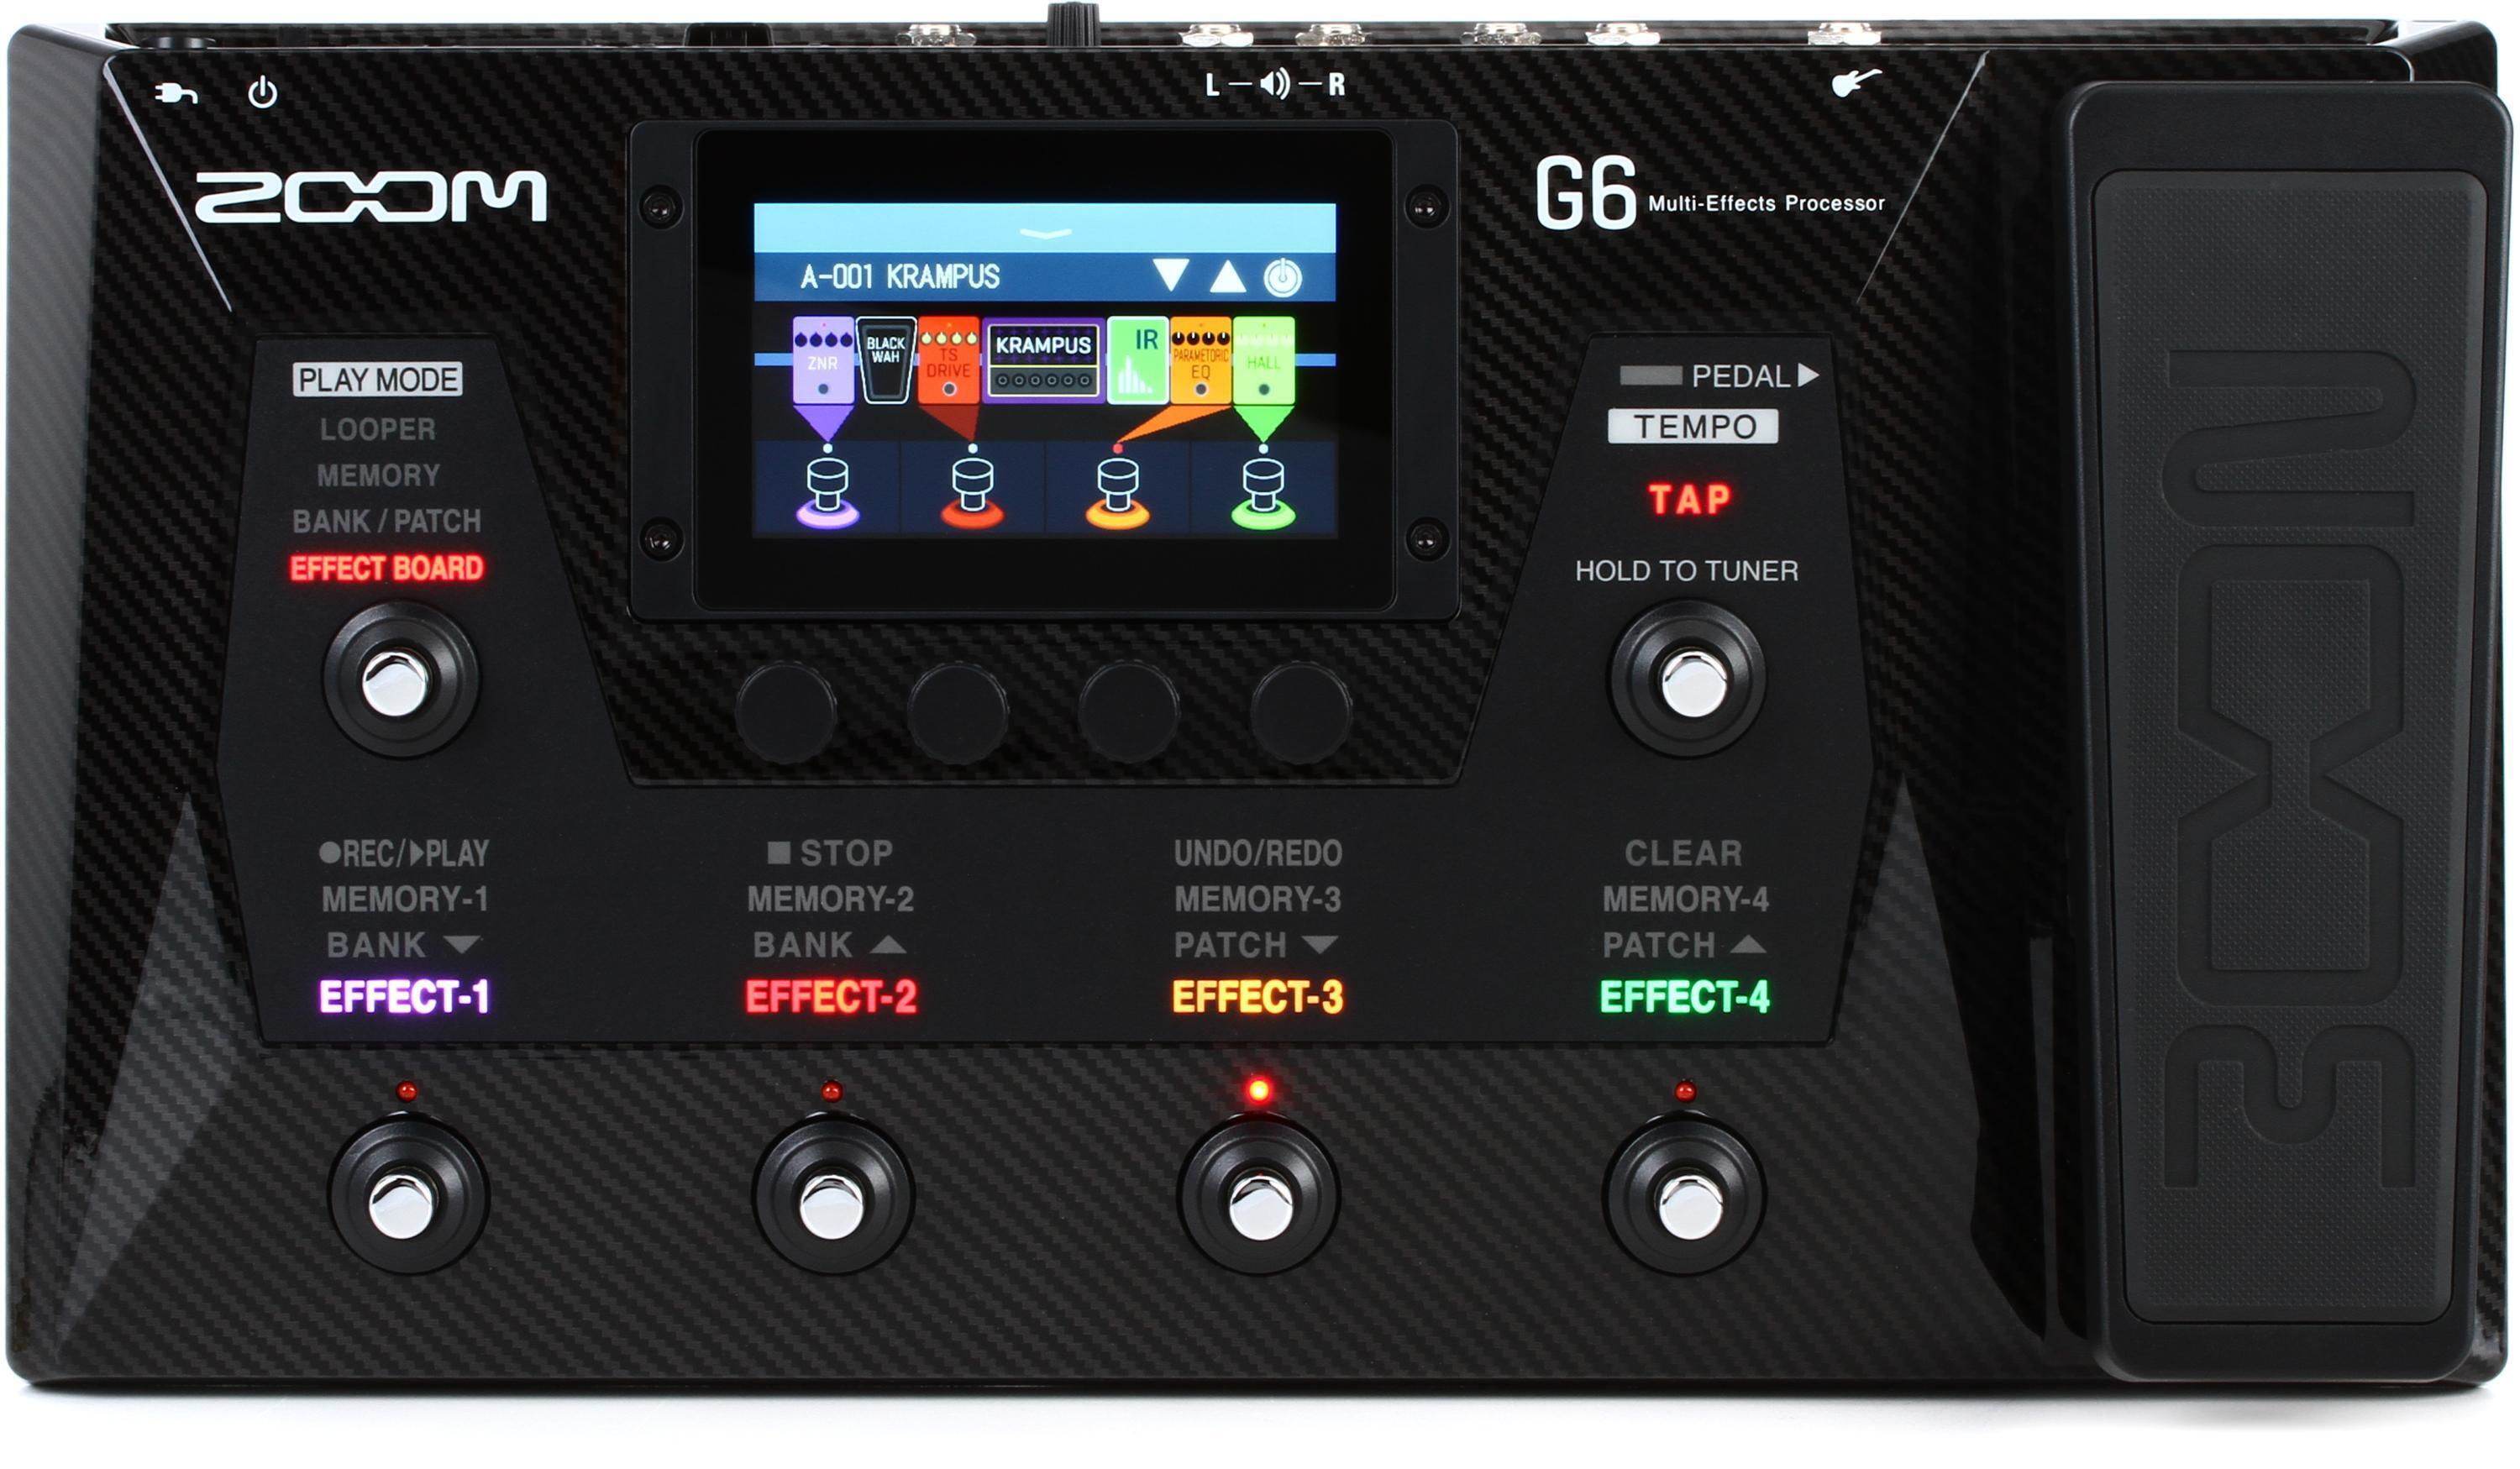 L R
ZOOM
G6 Multi-Effects Processor
A-001 KRAMPUS
ZNR
BLACK WAH
TS DRIVE
KRAMPUS
IR
PARAMETORIC EQ
HALL
PLAY MODE
LOOPER
MEMORY
BANK / PATCH
EFFECT BOARD
PEDAL
TEMPO
TAP
HOLD TO TUNER
REC/PLAY
MEMORY-1
BANK
EFFECT-1
STOP
MEMORY-2
BANK
EFFECT-2
UNDO/REDO
MEMORY-3
PATCH
EFFECT-3
CLEAR
MEMORY-4
PATCH
EFFECT-4
ZOOM